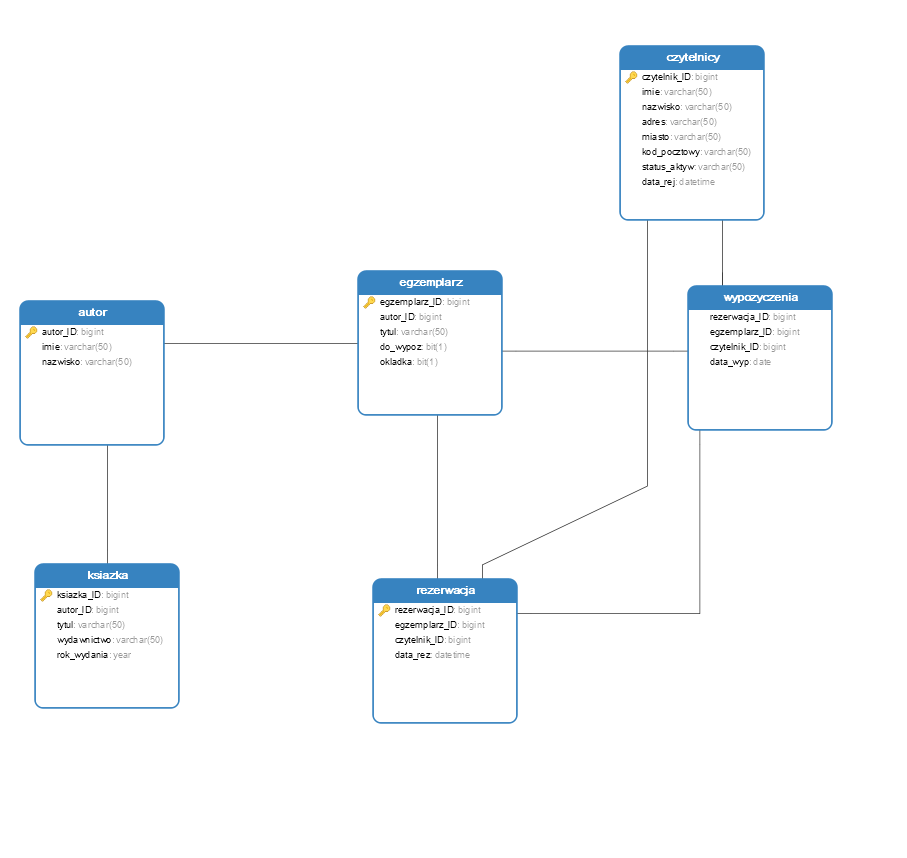 czytelnicy
czytelnik_ID: bigint
imie: varchar(50)
nazwisko: varchar(50)
adres: varchar(50)
miasto: varchar(50)
kod_pocztowy: varchar(50)
status_aktyw: varchar(50)
data_rej: datetime
egzemplarz
egzemplarz_ID: bigint
autor_ID: bigint
tytul: varchar(50)
do_wypoz: bit(1)
okladka: bit(1)
wypozyczenia
rezerwacja_ID: bigint
egzemplarz_ID: bigint
czytelnik_ID: bigint
data_wyp: date
autor
autor_ID: bigint
imie: varchar(50)
nazwisko: varchar(50)
ksiazka
ksiazka_ID: bigint
autor_ID: bigint
tytul: varchar(50)
wydawnictwo: varchar(50)
rok_wydania: year
rezerwacja
rezerwacja_ID: bigint
egzemplarz_ID: bigint
czytelnik_ID: bigint
data_rez: datetime